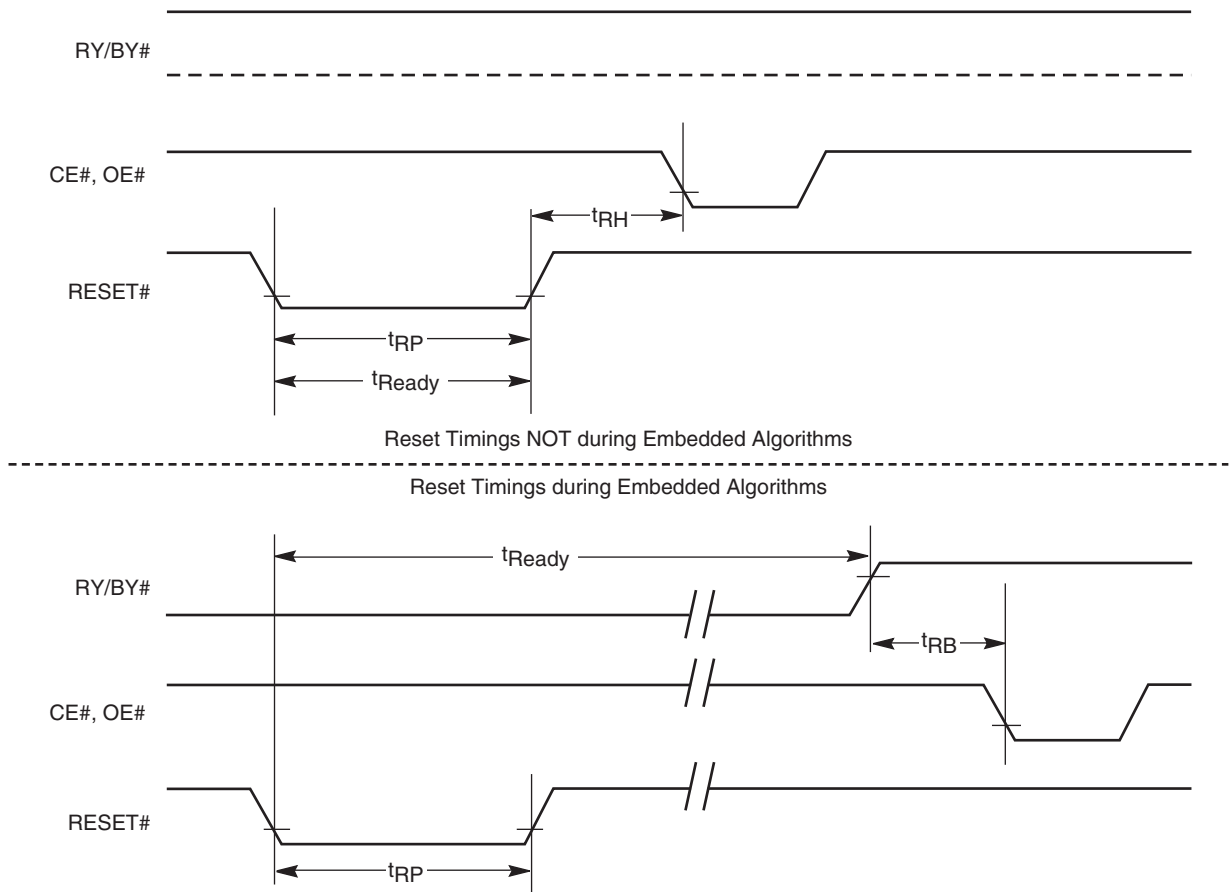 RY/BY#
CE#, OE#
tRH
RESET#
tRP
tReady
Reset Timings NOT during Embedded Algorithms
Reset Timings during Embedded Algorithms
tReady
RY/BY#
tRB
CE#, OE#
RESET#
tRP